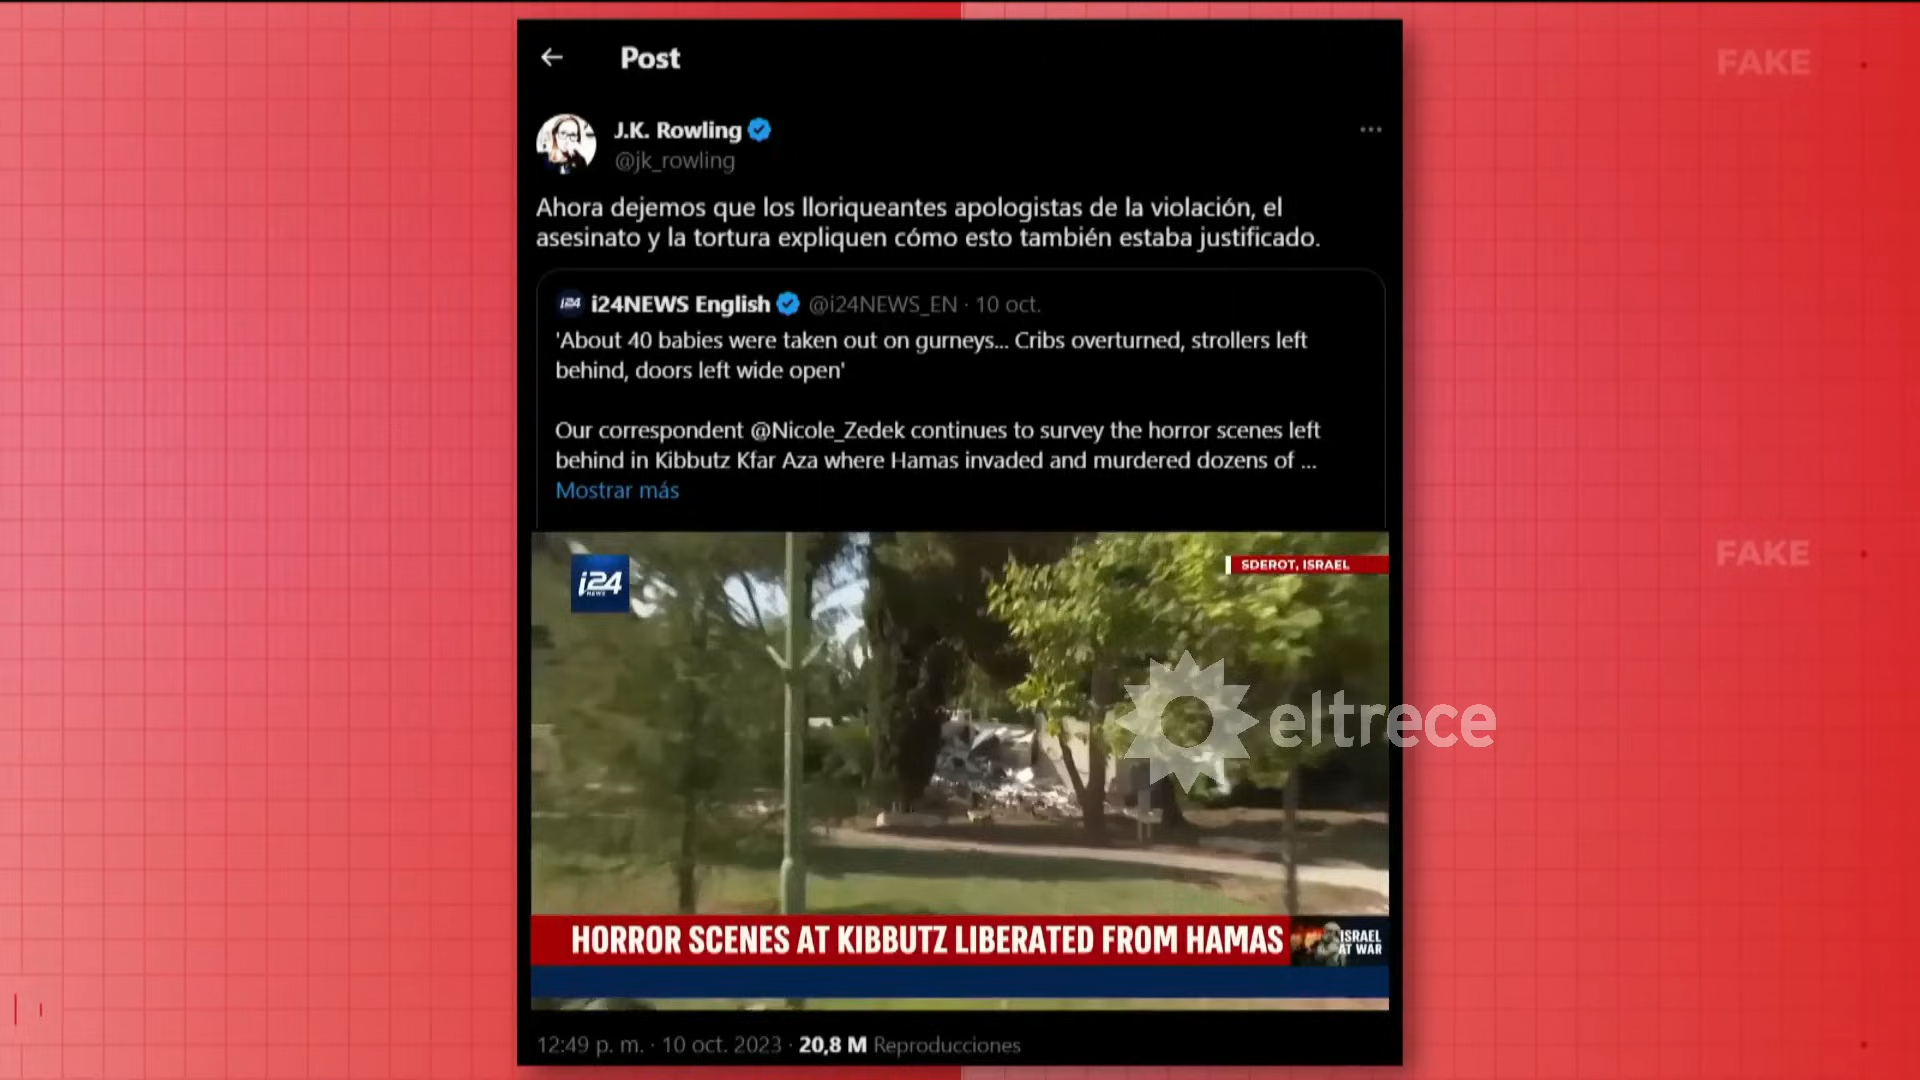 Post
FAKE
J.K. Rowling
@jk_rowling
Ahora dejemos que los lloriqueantes apologistas de la violación, el
asesinato y la tortura expliquen cómo esto también estaba justificado.
i24 i24NEWS English @i24NEWS_EN · 10 oct.
'About 40 babies were taken out on gurneys... Cribs overturned, strollers left
behind, doors left wide open'
Our correspondent @Nicole_Zedek continues to survey the horror scenes left
behind in Kibbutz Kfar Aza where Hamas invaded and murdered dozens of ...
Mostrar más
FAKE
SDEROT, ISRAEL
i24
NEWS
eltrece
HORROR SCENES AT KIBBUTZ LIBERATED FROM HAMAS
ISRAEL
AT WAR
12:49 p. m. · 10 oct. 2023 · 20,8 M Reproducciones